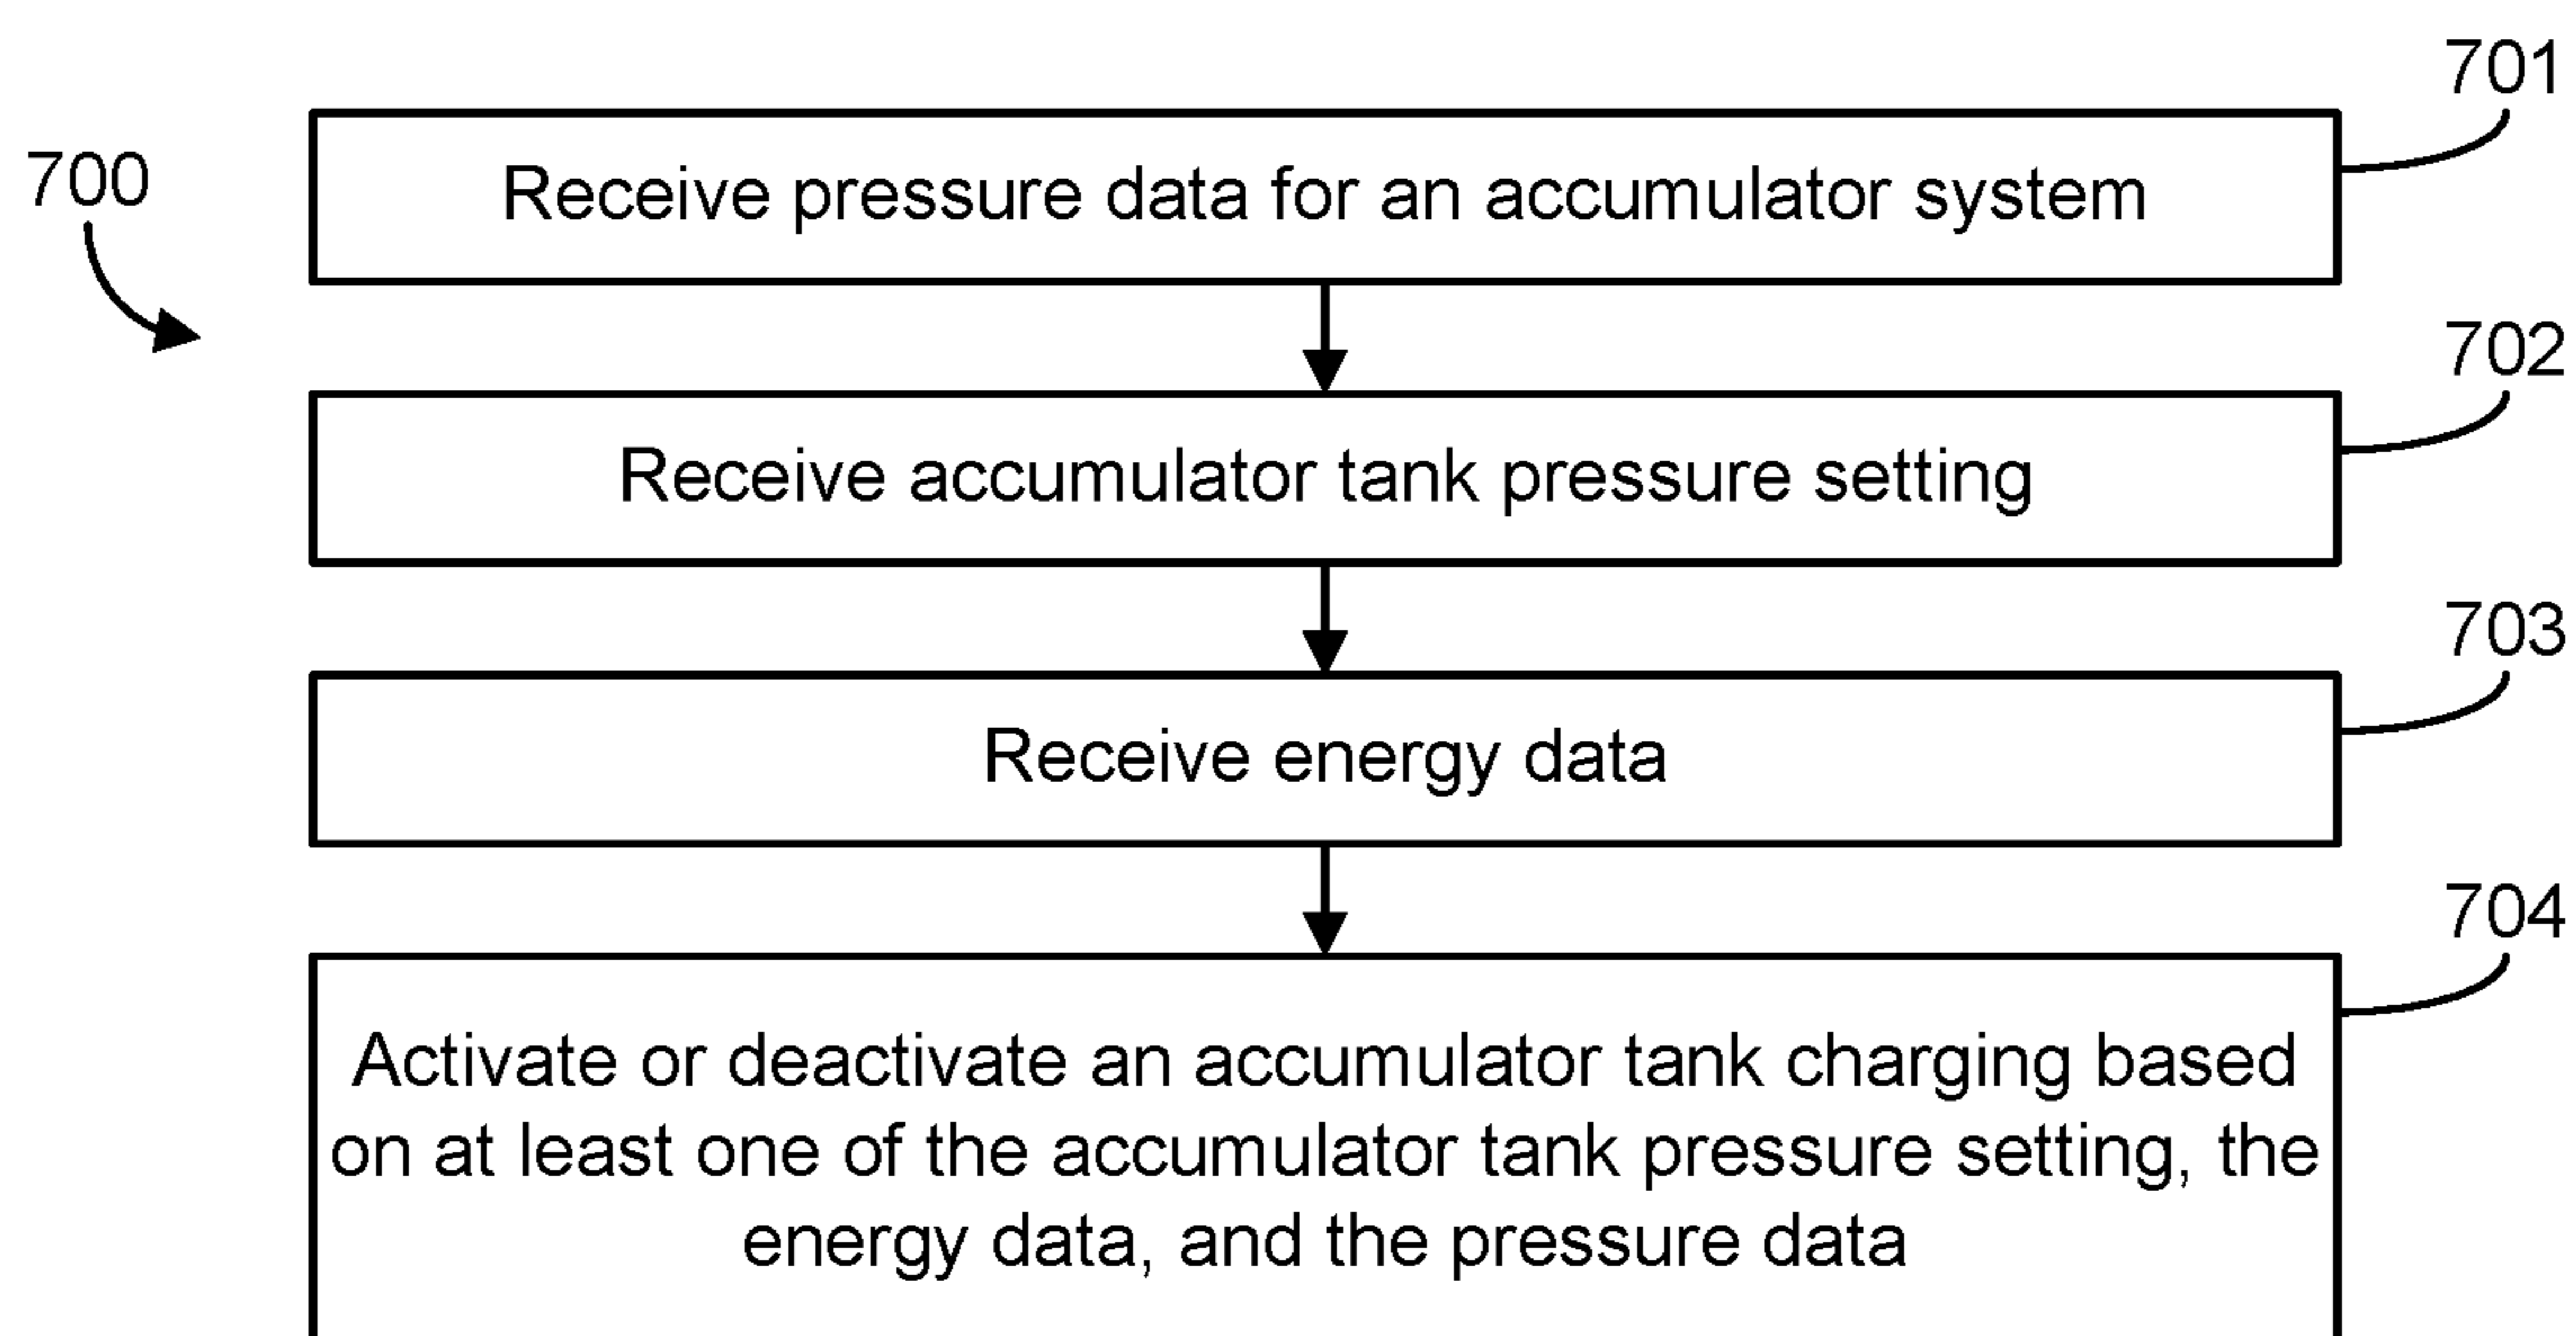 701
700
Receive pressure data for an accumulator system
702
Receive accumulator tank pressure setting
703
Receive energy data
704
Activate or deactivate an accumulator tank charging based
on at least one of the accumulator tank pressure setting, the
energy data, and the pressure data